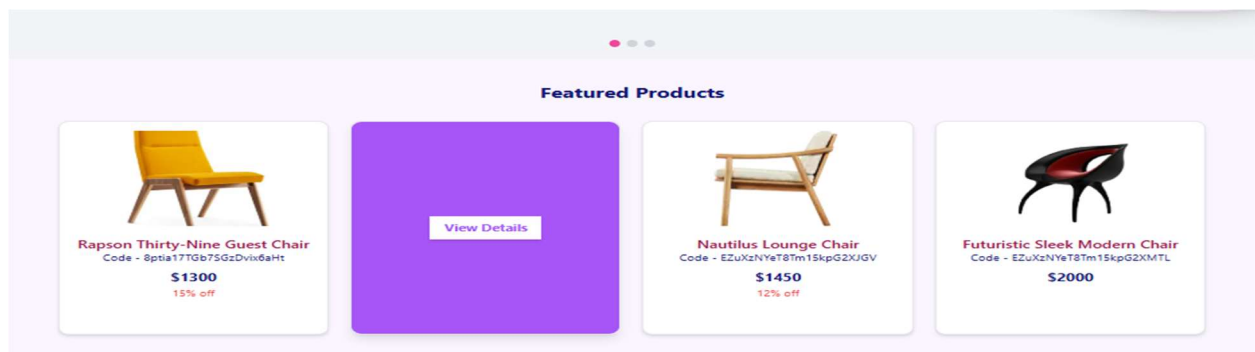 Featured Products
Rapson Thirty-Nine Guest Chair
Code - 8ptia17TGb7SGzDvix6aHt
$1300
15% off
View Details
Nautilus Lounge Chair
Code - EZuXzNYeT8Tm15kpG2XJGV
$1450
12% off
Futuristic Sleek Modern Chair
Code - EZuXzNYeT8Tm15kpG2XMTL
$2000